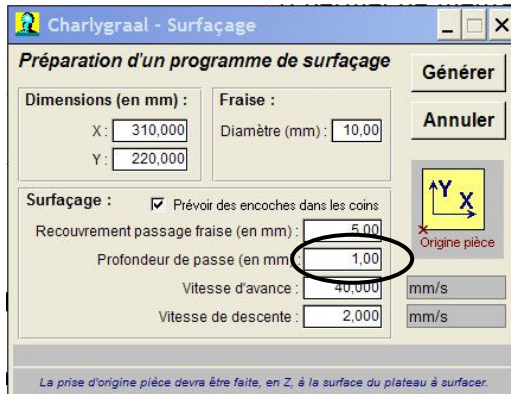 Charlygraal - Surfaçage
Préparation d'un programme de surfaçage
Générer
Annuler
Dimensions (en mm) :
X : 310,000
Y : 220,000
Fraise :
Diamètre (mm) : 10,00
Surfaçage :
Prévoir des encoches dans les coins
Recouvrement passage fraise (en mm) : 5,00
Profondeur de passe (en mm) : 1,00
Vitesse d'avance : 40,000 mm/s
Vitesse de descente : 2,000 mm/s
Y X
Origine pièce
La prise d'origine pièce devra être faite, en Z, à la surface du plateau à surfacer.